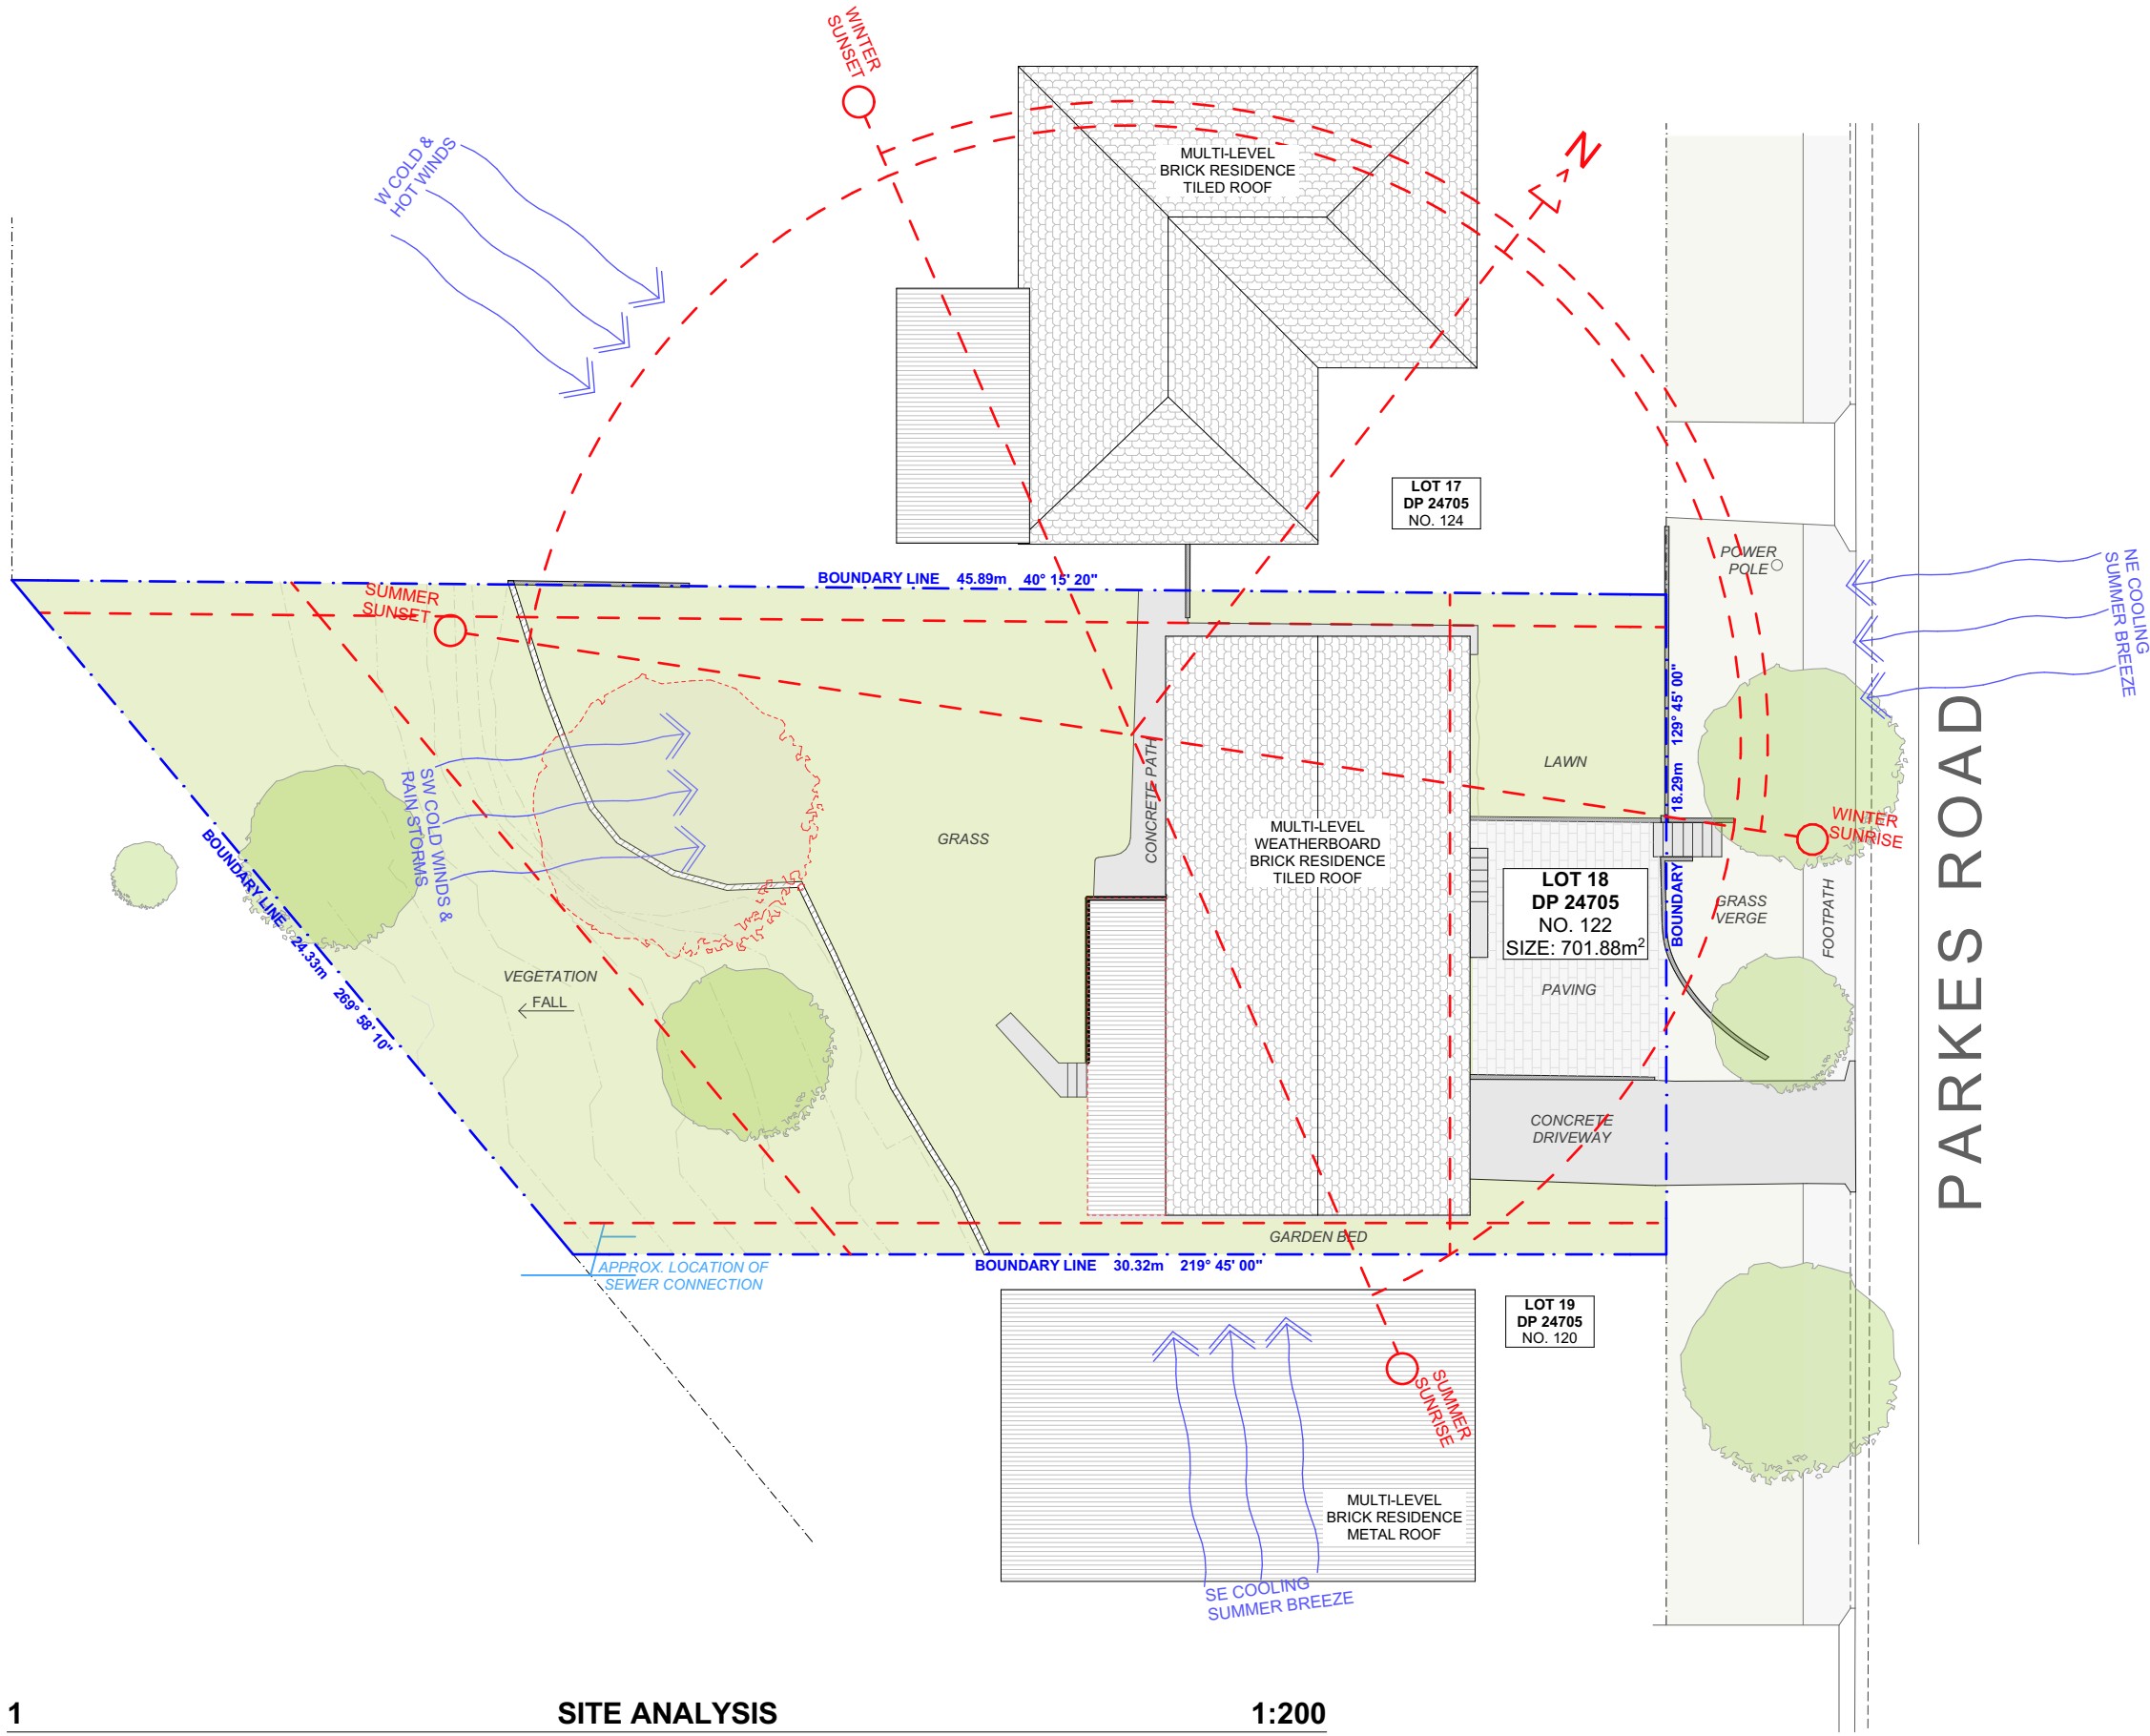 WINTER
SUNSET
W COLD &
HOT WINDS
MULTI-LEVEL
BRICK RESIDENCE
TILED ROOF
N
LOT 17
DP 24705
NO. 124
POWER
POLE
NE COOLING
SUMMER BREEZE
BOUNDARY LINE 45.89m 40° 15' 20"
SUMMER
SUNSET
SW COLD WINDS &
RAIN STORMS
GRASS
CONCRETE PATH
MULTI-LEVEL
WEATHERBOARD
BRICK RESIDENCE
TILED ROOF
LAWN
BOUNDARY 18.29m 129° 45' 00"
WINTER
SUNRISE
LOT 18
DP 24705
NO. 122
SIZE: 701.88m²
GRASS
VERGE
FOOTPATH
PARKES ROAD
PAVING
BOUNDARY LINE 24.33m 269° 58' 10"
VEGETATION
FALL
CONCRETE
DRIVEWAY
GARDEN BED
BOUNDARY LINE 30.32m 219° 45' 00"
APPROX. LOCATION OF
SEWER CONNECTION
LOT 19
DP 24705
NO. 120
SUMMER
SUNRISE
MULTI-LEVEL
BRICK RESIDENCE
METAL ROOF
SE COOLING
SUMMER BREEZE
1 SITE ANALYSIS 1:200